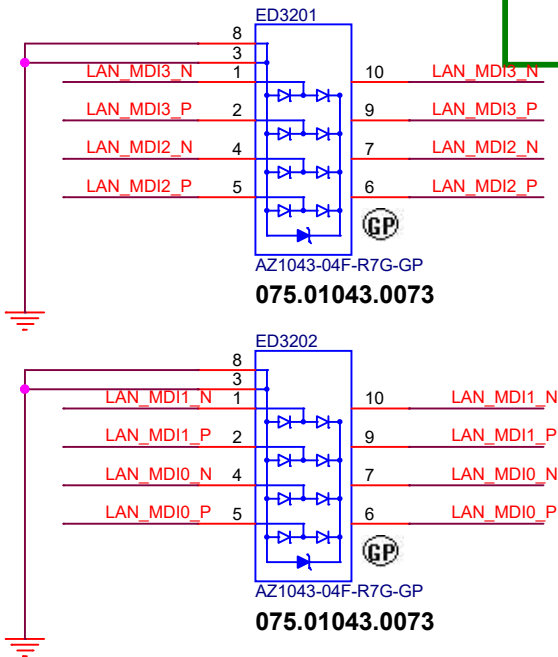 ED3201
8
3
LAN_MDI3_N 1 10 LAN_MDI3_N
LAN_MDI3_P 2 9 LAN_MDI3_P
LAN_MDI2_N 4 7 LAN_MDI2_N
LAN_MDI2_P 5 6 LAN_MDI2_P
GP
AZ1043-04F-R7G-GP
075.01043.0073
ED3202
8
3
LAN_MDI1_N 1 10 LAN_MDI1_N
LAN_MDI1_P 2 9 LAN_MDI1_P
LAN_MDI0_N 4 7 LAN_MDI0_N
LAN_MDI0_P 5 6 LAN_MDI0_P
GP
AZ1043-04F-R7G-GP
075.01043.0073